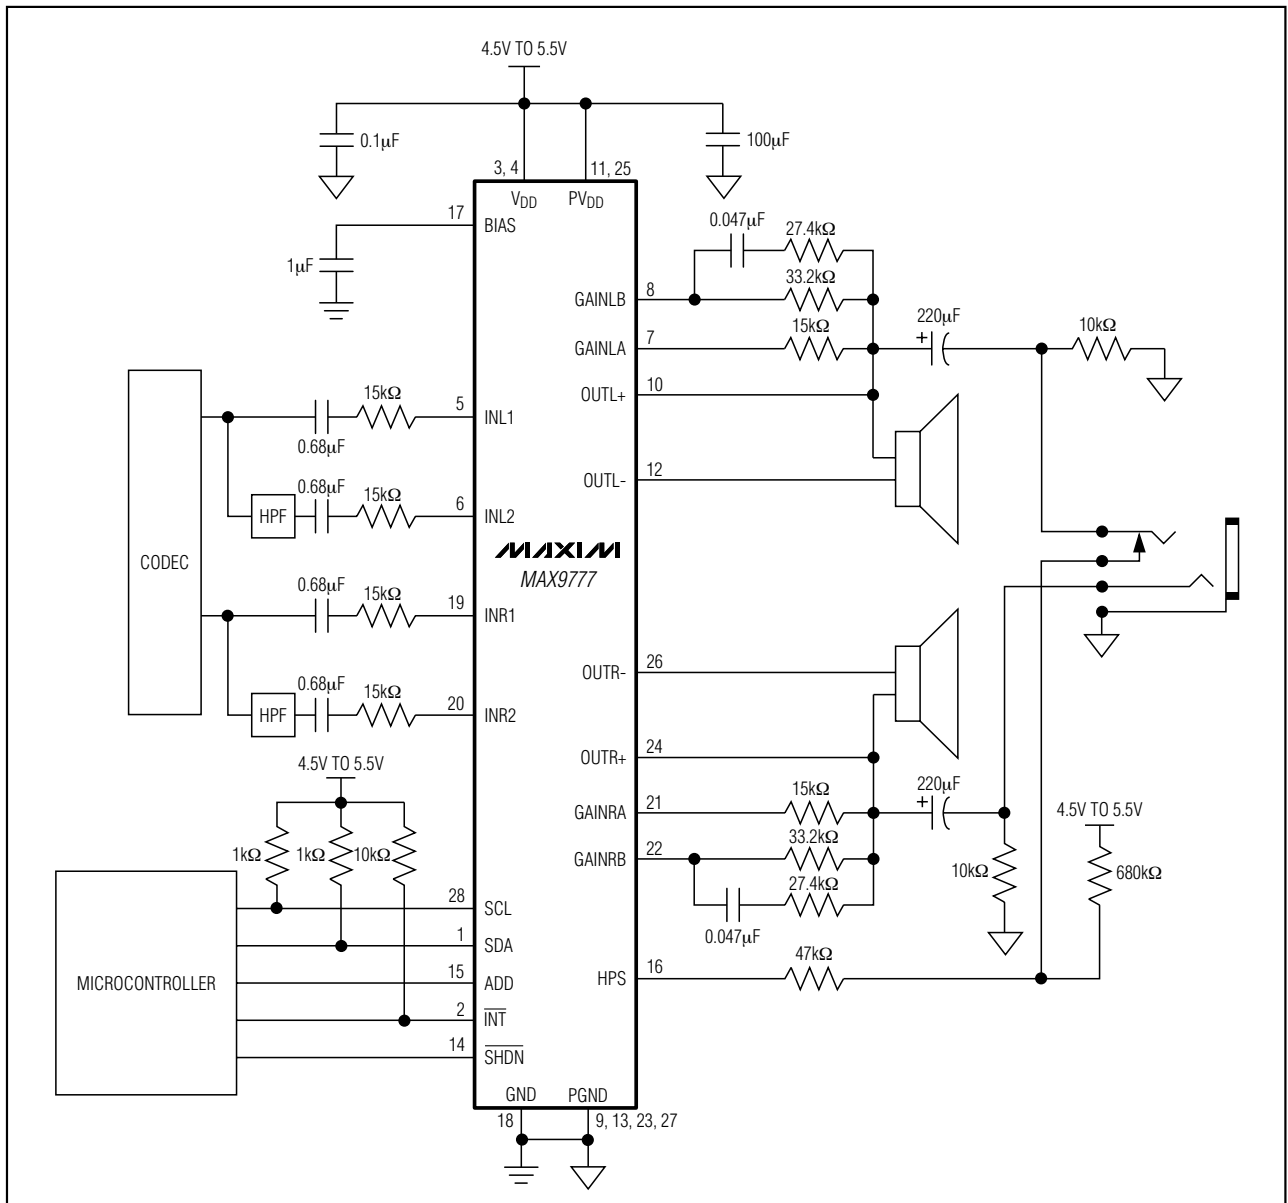 4.5V TO 5.5V
0.1µF
100µF
3, 4
11, 25
VDD
PVDD
17
BIAS
1µF
0.047µF
27.4kΩ
8
GAINLB
33.2kΩ
7
GAINLA
15kΩ
220µF
+
10kΩ
10
OUTL+
12
OUTL-
CODEC
15kΩ
5
INL1
0.68µF
0.68µF
HPF
15kΩ
6
INL2
MAXIM
MAX9777
0.68µF
15kΩ
19
INR1
0.68µF
HPF
15kΩ
20
INR2
26
OUTR-
24
OUTR+
21
GAINRA
15kΩ
220µF
+
22
GAINRB
33.2kΩ
27.4kΩ
0.047µF
10kΩ
4.5V TO 5.5V
680kΩ
16
HPS
47kΩ
4.5V TO 5.5V
1kΩ
1kΩ
10kΩ
MICROCONTROLLER
28
SCL
1
SDA
15
ADD
2
INT
14
SHDN
GND
PGND
18
9, 13, 23, 27